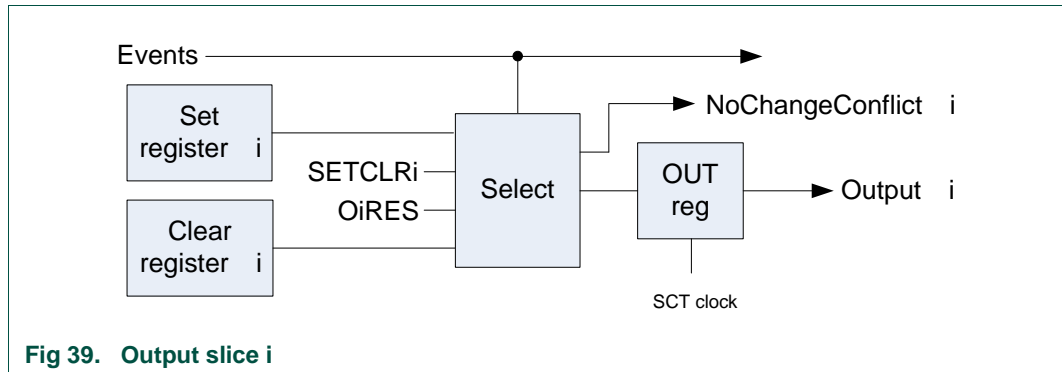 Events
Set
register i
NoChangeConflict i
SETCLRi
Select
OUT
reg
Output i
OiRES
Clear
register i
SCT clock
Fig 39. Output slice i